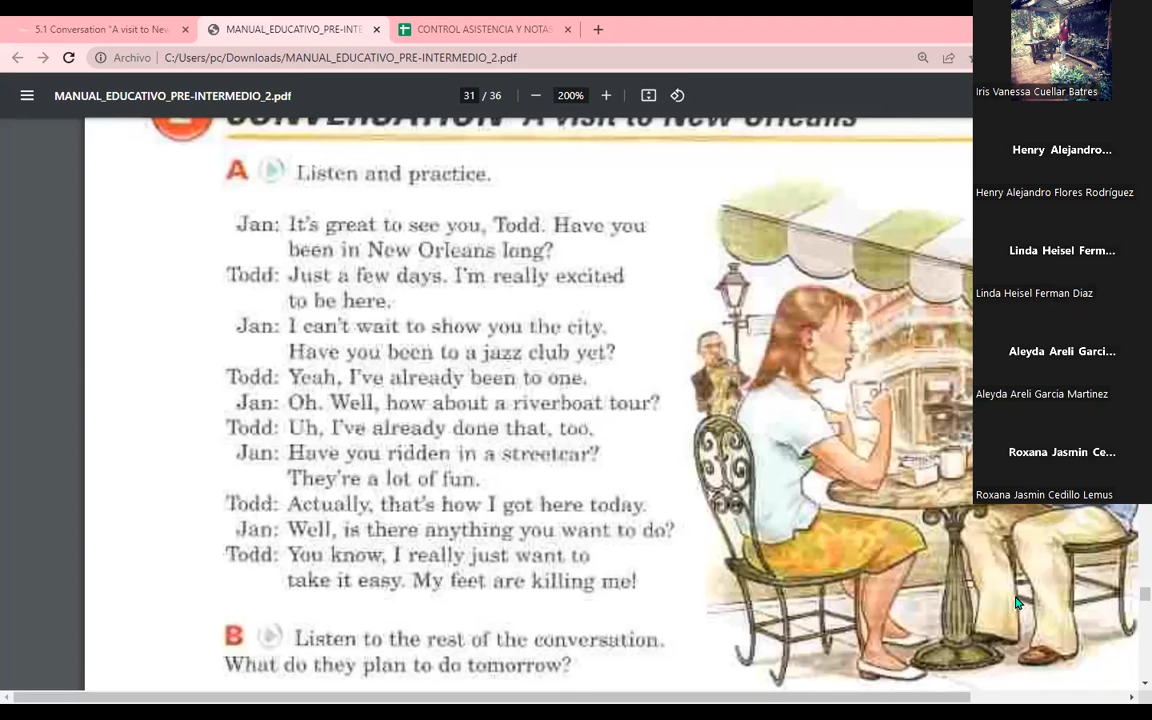 5.1 Conversation "A visit to New
MANUAL_EDUCATIVO_PRE-INTE
CONTROL ASISTENCIA Y NOTAS
Archivo
C:/Users/pc/Downloads/MANUAL_EDUCATIVO_PRE-INTERMEDIO_2.pdf
MANUAL_EDUCATIVO_PRE-INTERMEDIO_2.pdf
31 / 36
200%
CONVERSATION A visit to New Orleans
A Listen and practice.
Jan: It's great to see you, Todd. Have you
been in New Orleans long?
Todd: Just a few days. I'm really excited
to be here.
Jan: I can't wait to show you the city.
Have you been to a jazz club yet?
Todd: Yeah, I've already been to one.
Jan: Oh. Well, how about a riverboat tour?
Todd: Uh, I've already done that, too.
Jan: Have you ridden in a streetcar?
They're a lot of fun.
Todd: Actually, that's how I got here today.
Jan: Well, is there anything you want to do?
Todd: You know, I really just want to
take it easy. My feet are killing me!
B Listen to the rest of the conversation.
What do they plan to do tomorrow?
Iris Vanessa Cuellar Batres
Henry Alejandro...
Henry Alejandro Flores Rodríguez
Linda Heisel Ferm...
Linda Heisel Ferman Diaz
Aleyda Areli Garci...
Aleyda Areli Garcia Martinez
Roxana Jasmin Ce...
Roxana Jasmin Cedillo Lemus